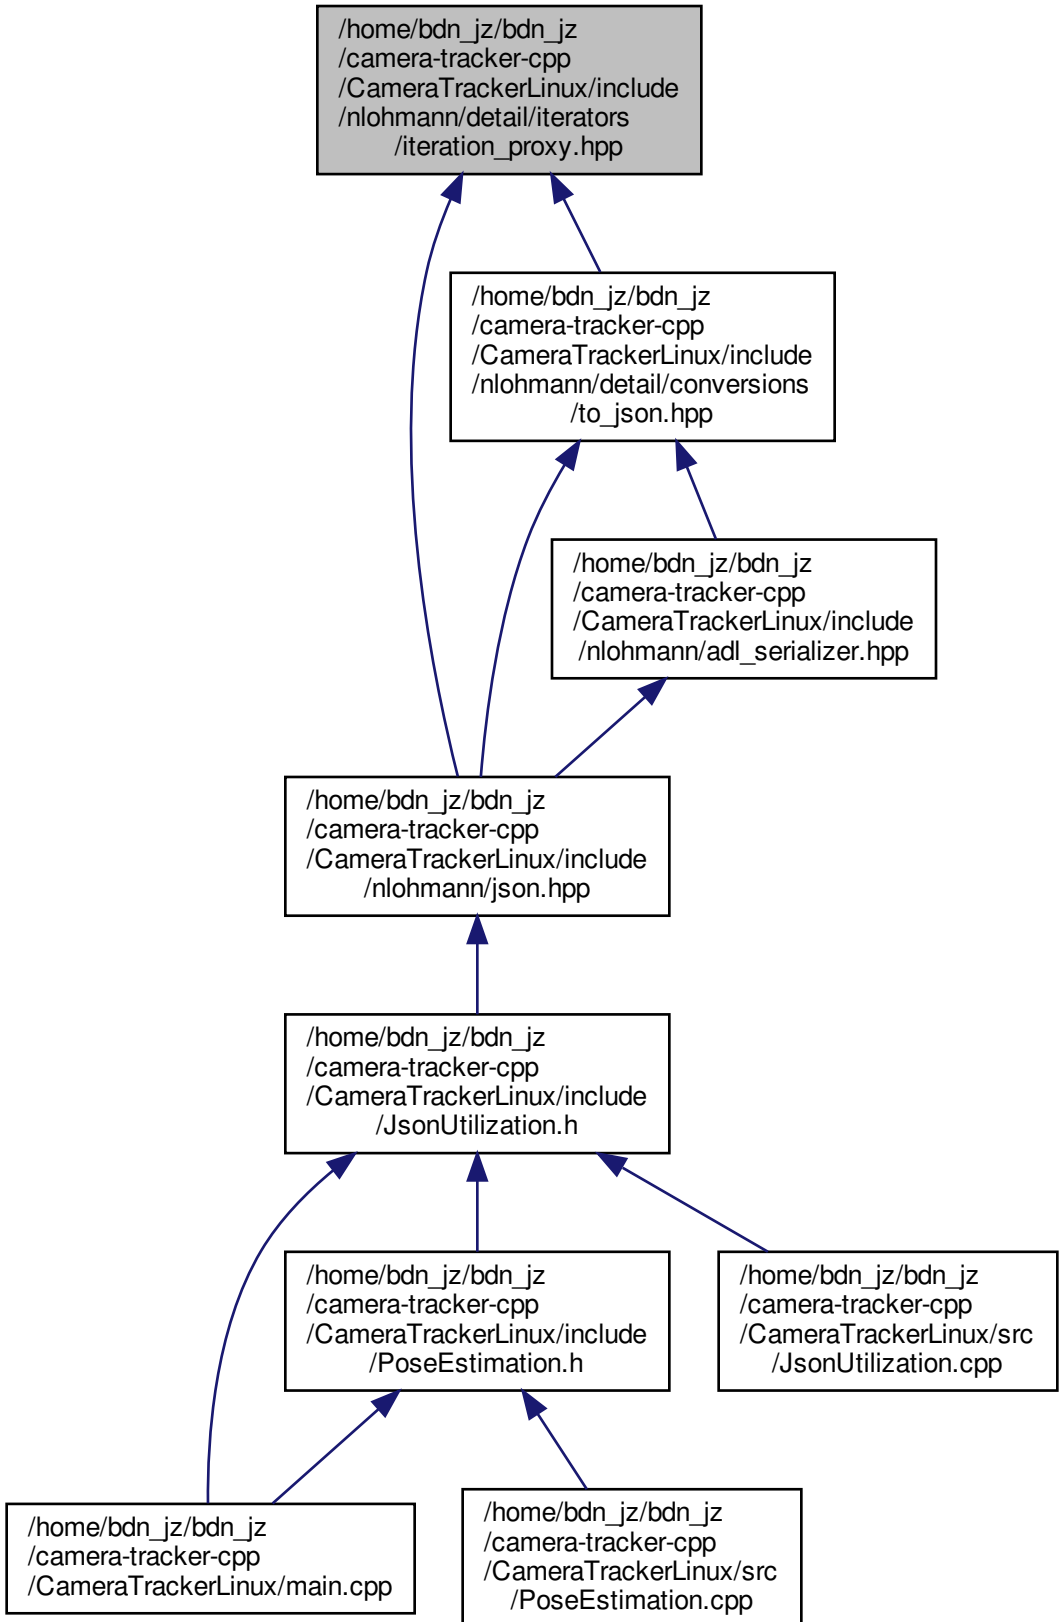 /home/bdn_jz/bdn_jz
/camera-tracker-cpp
/CameraTrackerLinux/include
/nlohmann/detail/iterators
/iteration_proxy.hpp
/home/bdn_jz/bdn_jz
/camera-tracker-cpp
/CameraTrackerLinux/include
/nlohmann/detail/conversions
/to_json.hpp
/home/bdn_jz/bdn_jz
/camera-tracker-cpp
/CameraTrackerLinux/include
/nlohmann/adl_serializer.hpp
/home/bdn_jz/bdn_jz
/camera-tracker-cpp
/CameraTrackerLinux/include
/nlohmann/json.hpp
/home/bdn_jz/bdn_jz
/camera-tracker-cpp
/CameraTrackerLinux/include
/JsonUtilization.h
/home/bdn_jz/bdn_jz
/camera-tracker-cpp
/CameraTrackerLinux/include
/PoseEstimation.h
/home/bdn_jz/bdn_jz
/camera-tracker-cpp
/CameraTrackerLinux/src
/JsonUtilization.cpp
/home/bdn_jz/bdn_jz
/camera-tracker-cpp
/CameraTrackerLinux/main.cpp
/home/bdn_jz/bdn_jz
/camera-tracker-cpp
/CameraTrackerLinux/src
/PoseEstimation.cpp